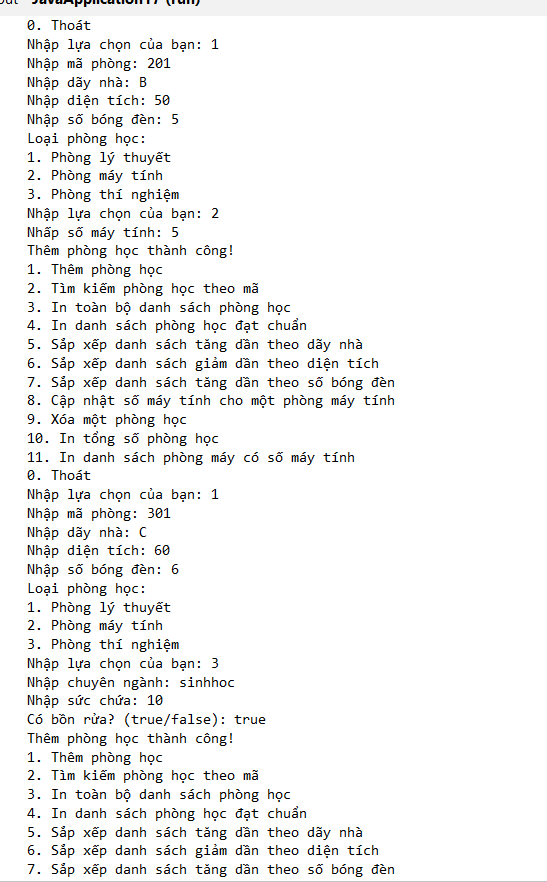 JavaApplication17 (run)
0. Thoát
Nhập lựa chọn của bạn: 1
Nhập mã phòng: 201
Nhập dãy nhà: B
Nhập diện tích: 50
Nhập số bóng đèn: 5
Loại phòng học:
1. Phòng lý thuyết
2. Phòng máy tính
3. Phòng thí nghiệm
Nhập lựa chọn của bạn: 2
Nhấp số máy tính: 5
Thêm phòng học thành công!
1. Thêm phòng học
2. Tìm kiếm phòng học theo mã
3. In toàn bộ danh sách phòng học
4. In danh sách phòng học đạt chuẩn
5. Sắp xếp danh sách tăng dần theo dãy nhà
6. Sắp xếp danh sách giảm dần theo diện tích
7. Sắp xếp danh sách tăng dần theo số bóng đèn
8. Cập nhật số máy tính cho một phòng máy tính
9. Xóa một phòng học
10. In tổng số phòng học
11. In danh sách phòng máy có số máy tính
0. Thoát
Nhập lựa chọn của bạn: 1
Nhập mã phòng: 301
Nhập dãy nhà: C
Nhập diện tích: 60
Nhập số bóng đèn: 6
Loại phòng học:
1. Phòng lý thuyết
2. Phòng máy tính
3. Phòng thí nghiệm
Nhập lựa chọn của bạn: 3
Nhập chuyên ngành: sinhhoc
Nhập sức chứa: 10
Có bồn rửa? (true/false): true
Thêm phòng học thành công!
1. Thêm phòng học
2. Tìm kiếm phòng học theo mã
3. In toàn bộ danh sách phòng học
4. In danh sách phòng học đạt chuẩn
5. Sắp xếp danh sách tăng dần theo dãy nhà
6. Sắp xếp danh sách giảm dần theo diện tích
7. Sắp xếp danh sách tăng dần theo số bóng đèn